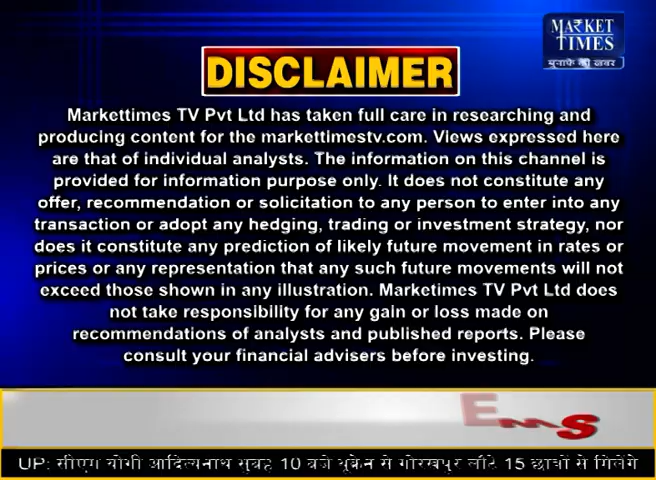 MARKET
TIMES
मुनाफे की खबर
DISCLAIMER
Markettimes TV Pvt Ltd has taken full care in researching and
producing content for the markettimestv.com. Views expressed here
are that of individual analysts. The information on this channel is
provided for information purpose only. It does not constitute any
offer, recommendation or solicitation to any person to enter into any
transaction or adopt any hedging, trading or investment strategy, nor
does it constitute any prediction of likely future movement in rates or
prices or any representation that any such future movements will not
exceed those shown in any illustration. Marketimes TV Pvt Ltd does
not take responsibility for any gain or loss made on
recommendations of analysts and published reports. Please
consult your financial advisers before investing.
EMS
UP: सीएम योगी आदित्यनाथ सुबह 10 बजे यूक्रेन से गोरखपुर लौटे 15 छात्रों से मिलेंगे